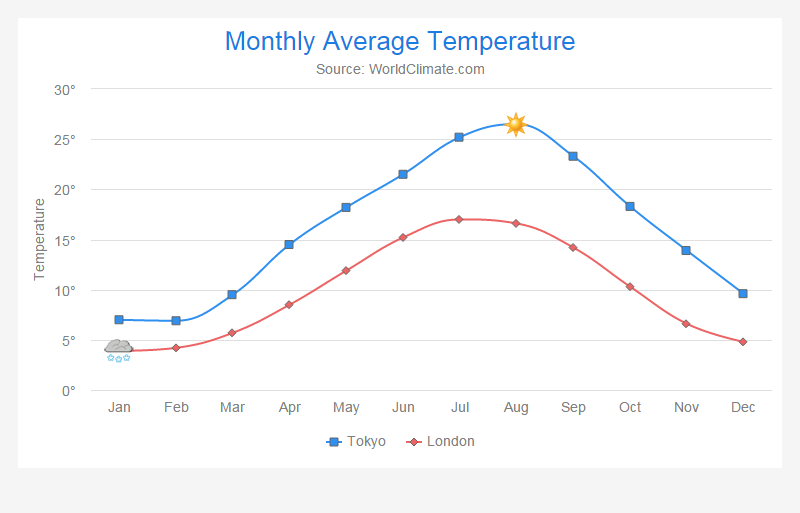 Monthly Average Temperature
Source: WorldClimate.com
Temperature
30°
25°
20°
15°
10°
5°
0°
Jan Feb Mar Apr May Jun Jul Aug Sep Oct Nov Dec
Tokyo London